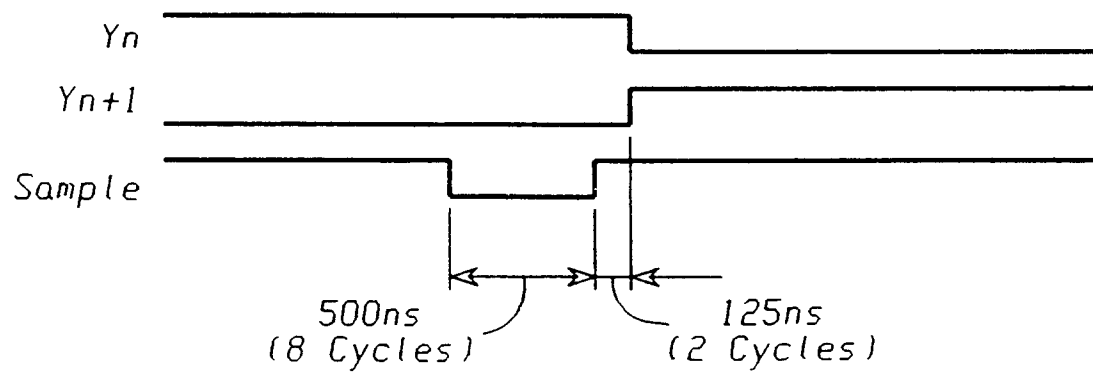 Yn
Yn+1
Sample
500ns
(8 Cycles)
125ns
(2 Cycles)